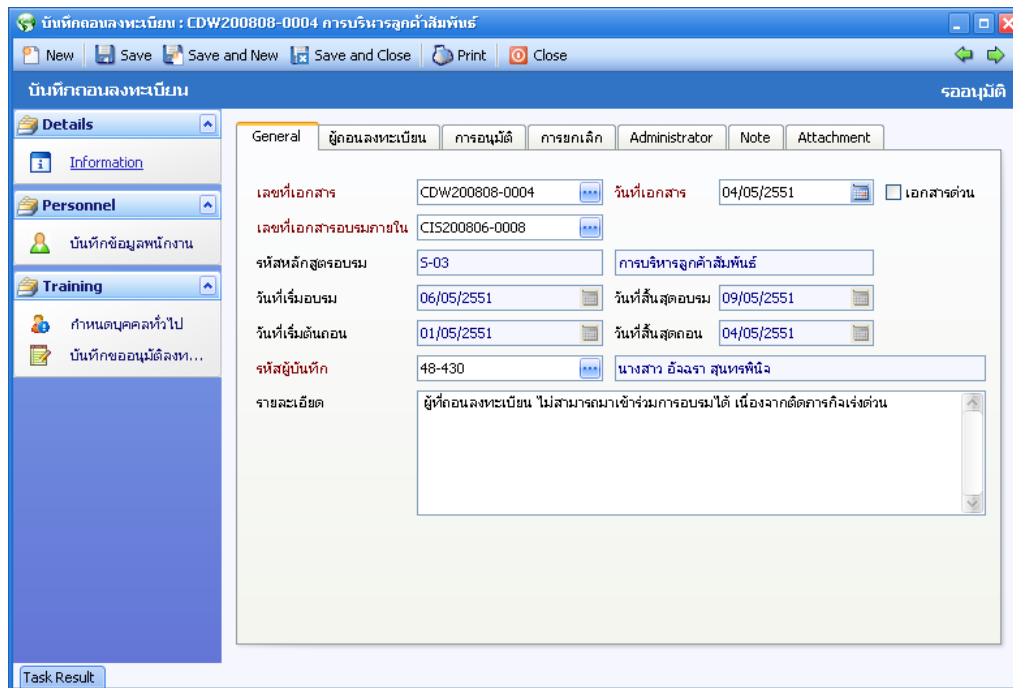 บันทึกถอนลงทะเบียน : CDW200808-0004 การบริหารลูกค้าสัมพันธ์
New Save Save and New Save and Close Print Close
บันทึกถอนลงทะเบียน รออนุมัติ
Details
Information
Personnel
บันทึกข้อมูลพนักงาน
Training
กำหนดบุคคลทั่วไป
บันทึกขออนุมัติลงท...
General ผู้ถอนลงทะเบียน การอนุมัติ การยกเลิก Administrator Note Attachment
เลขที่เอกสาร CDW200808-0004 วันที่เอกสาร 04/05/2551 เอกสารด่วน
เลขที่เอกสารอบรมภายใน CIS200806-0008
รหัสหลักสูตรอบรม S-03 การบริหารลูกค้าสัมพันธ์
วันที่เริ่มอบรม 06/05/2551 วันที่สิ้นสุดอบรม 09/05/2551
วันที่เริ่มต้นถอน 01/05/2551 วันที่สิ้นสุดถอน 04/05/2551
รหัสผู้บันทึก 48-430 นางสาว อัจฉรา สุนทรพินิจ
รายละเอียด ผู้ที่ถอนลงทะเบียน ไม่สามารถมาเข้าร่วมการอบรมได้ เนื่องจากติดภารกิจเร่งด่วน
Task Result